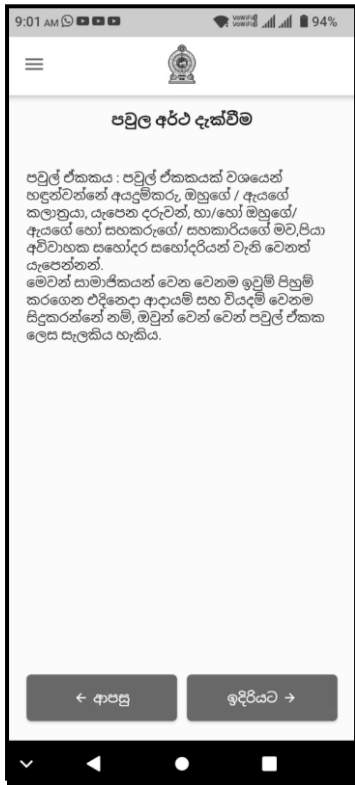 9:01 AM VoWiFi VoWiFi 94%
පවුල අර්ථ දැක්වීම
පවුල් ඒකකය : පවුල් ඒකකයක් වශයෙන්
හඳුන්වන්නේ අයදුම්කරු, ඔහුගේ / ඇයගේ
කලාත්‍රයා, යැපෙන දරුවන්, හා/හෝ ඔහුගේ/
ඇයගේ හෝ සහකරුගේ/ සහකාරියගේ මව,පියා
අවිවාහක සහෝදර සහෝදරියන් වැනි වෙනත්
යැපෙන්නන්.
මෙවන් සාමාජිකයන් වෙන වෙනම ඉවුම් පිහුම්
කරගෙන එදිනෙදා ආදායම් සහ වියදම් වෙනම
සිදුකරන්නේ නම්, ඔවුන් වෙන් වෙන් පවුල් ඒකක
ලෙස සැලකිය හැකිය.
← ආපසු
ඉදිරියට →